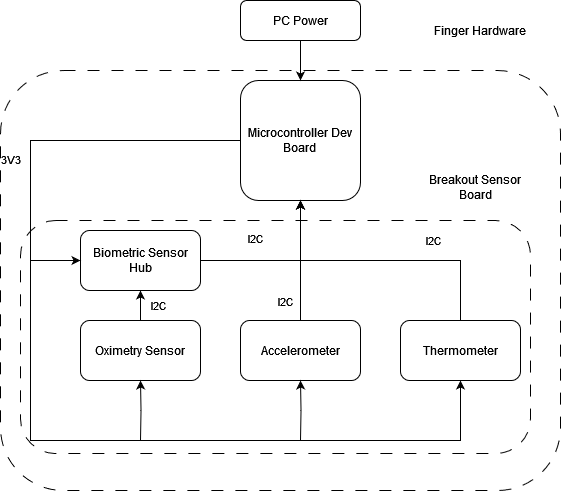 PC Power
Finger Hardware
Microcontroller Dev
Board
3V3
Breakout Sensor
Board
Biometric Sensor
Hub
I2C
I2C
I2C
I2C
Oximetry Sensor
Accelerometer
Thermometer